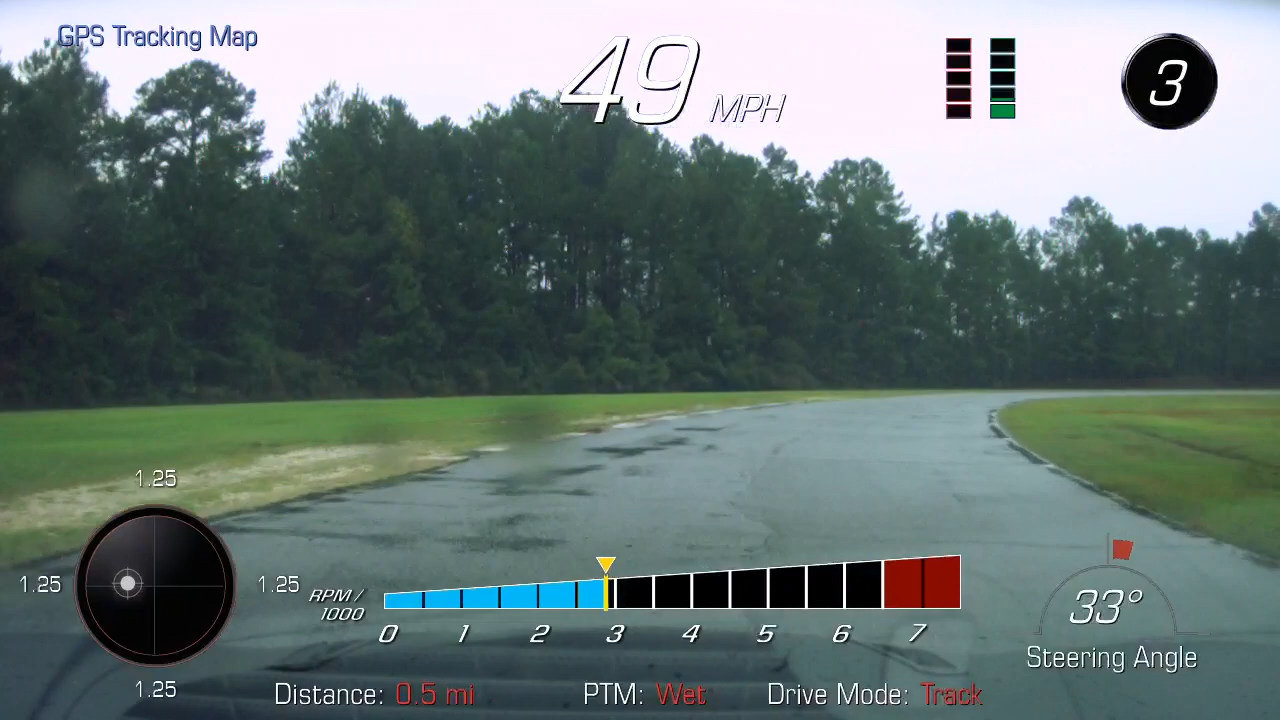 GPS Tracking Map
49 MPH
3
1.25
1.25
1.25
1.25
RPM /
1000
0 1 2 3 4 5 6 7
33°
Steering Angle
Distance: 0.5 mi PTM: Wet Drive Mode: Track